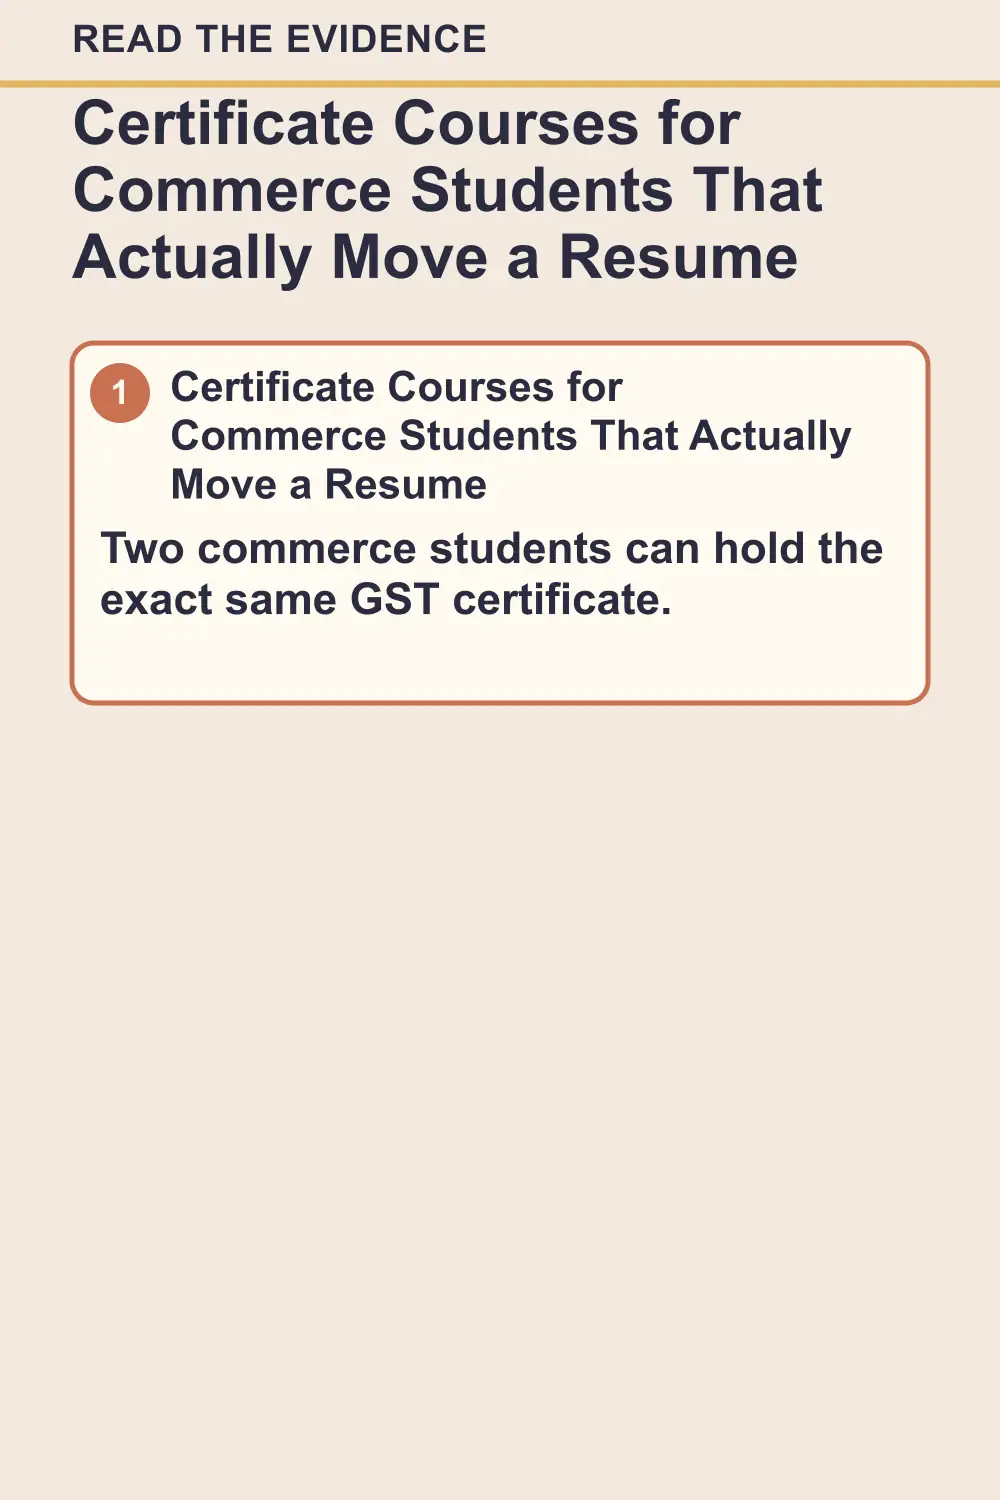 READ THE EVIDENCE
Certificate Courses for
Commerce Students That
Actually Move a Resume
1
Certificate Courses for
Commerce Students That Actually
Move a Resume
Two commerce students can hold the
exact same GST certificate.